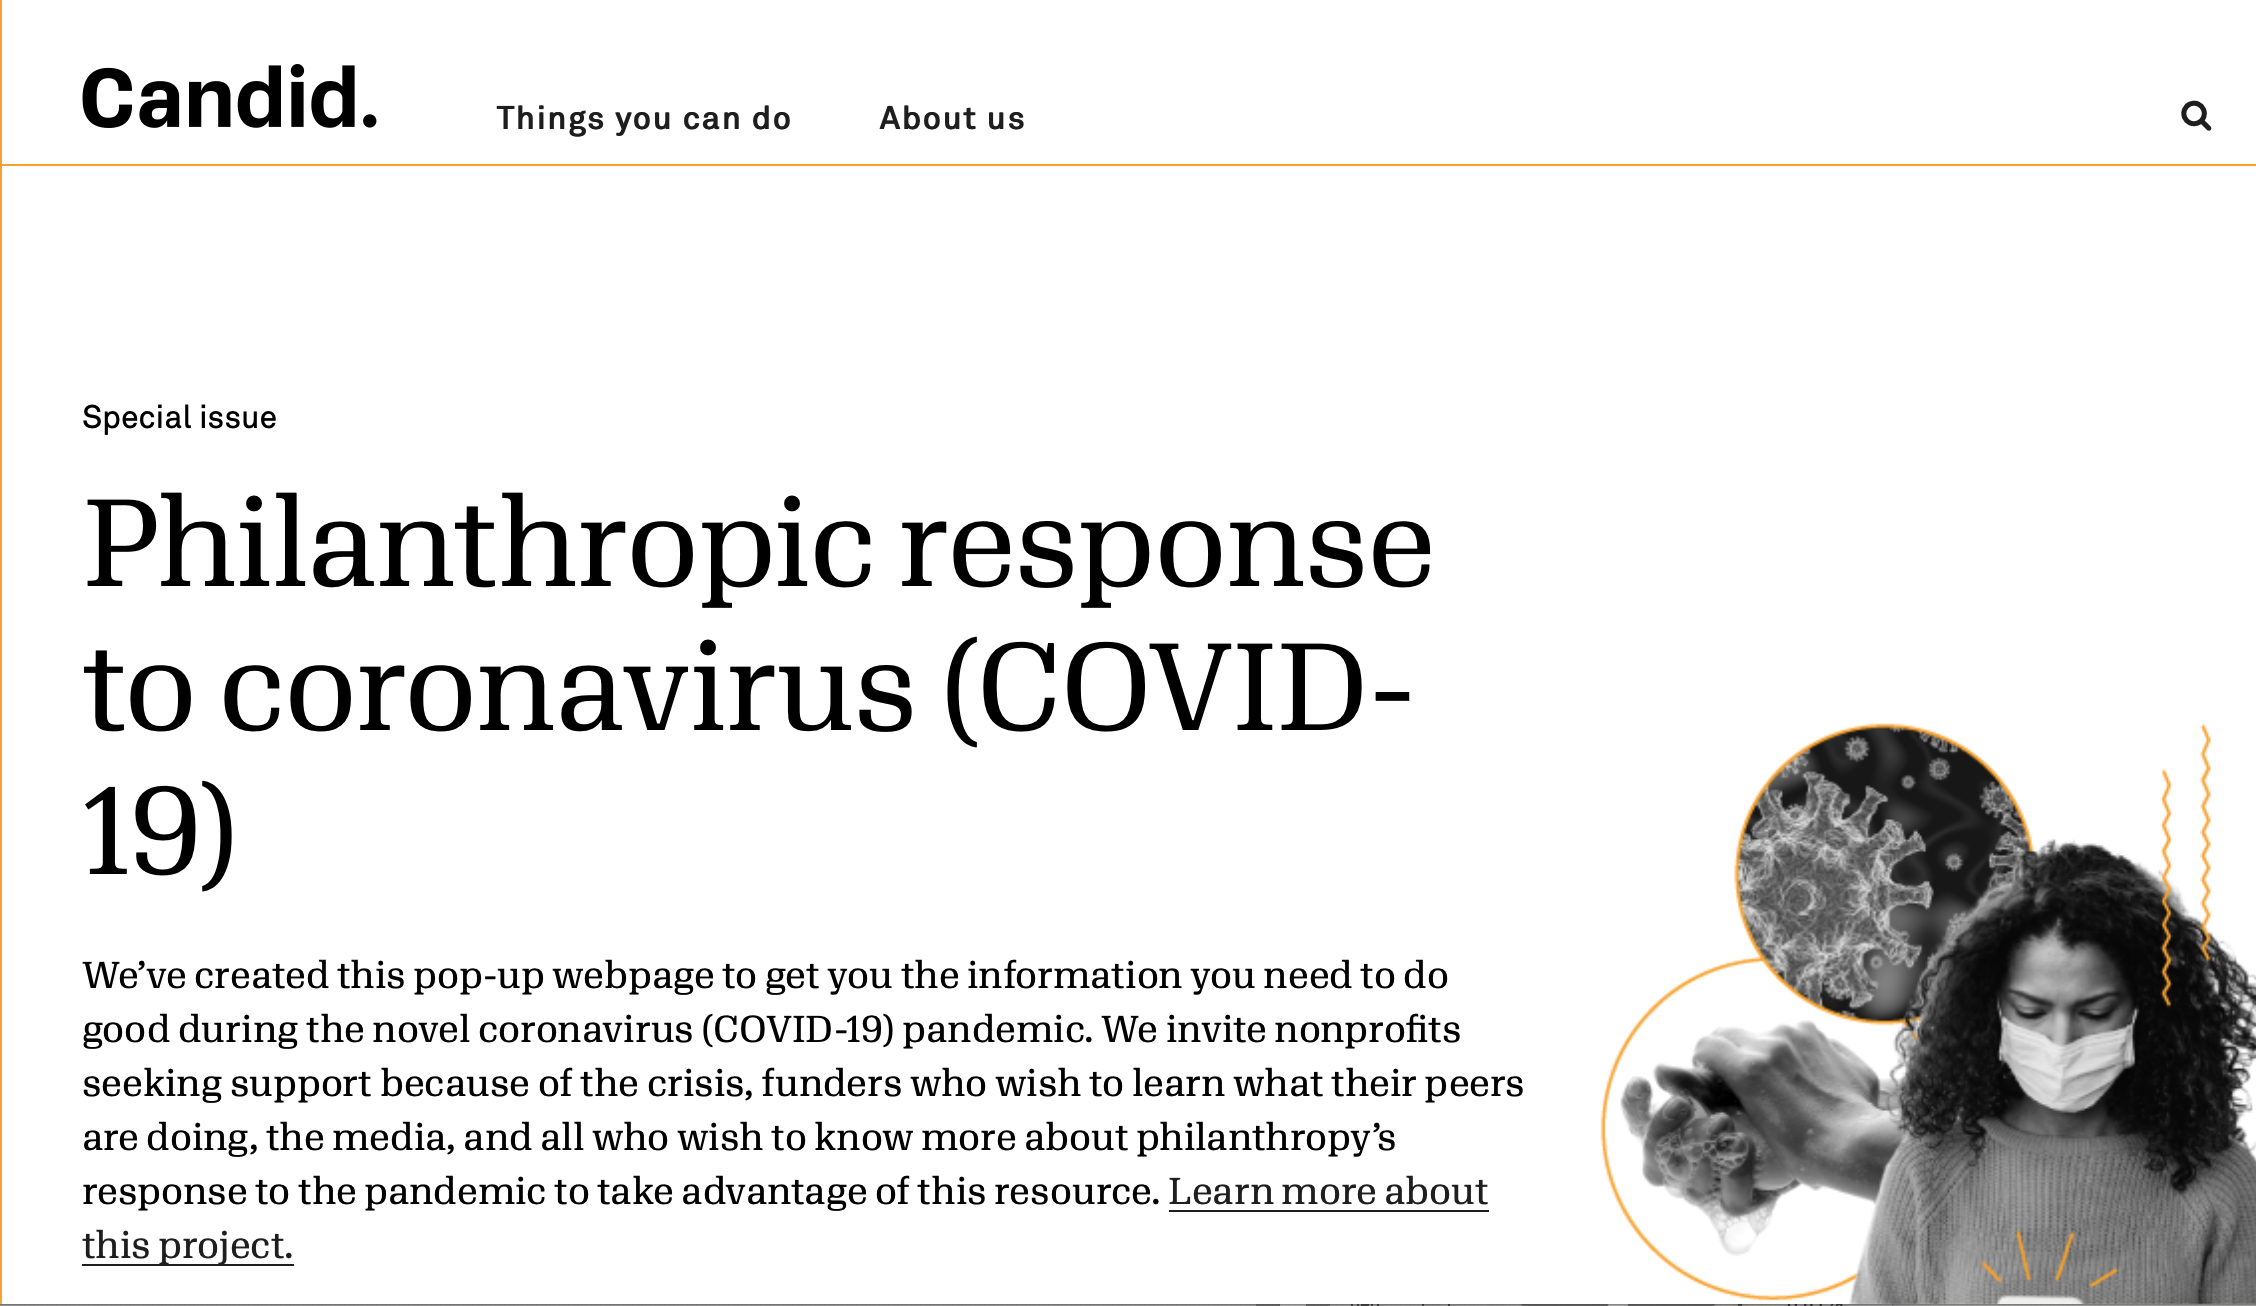 Candid.
Things you can do
About us
Special issue
Philanthropic response
to coronavirus (COVID-
19)
We’ve created this pop-up webpage to get you the information you need to do
good during the novel coronavirus (COVID-19) pandemic. We invite nonprofits
seeking support because of the crisis, funders who wish to learn what their peers
are doing, the media, and all who wish to know more about philanthropy’s
response to the pandemic to take advantage of this resource. Learn more about
this project.